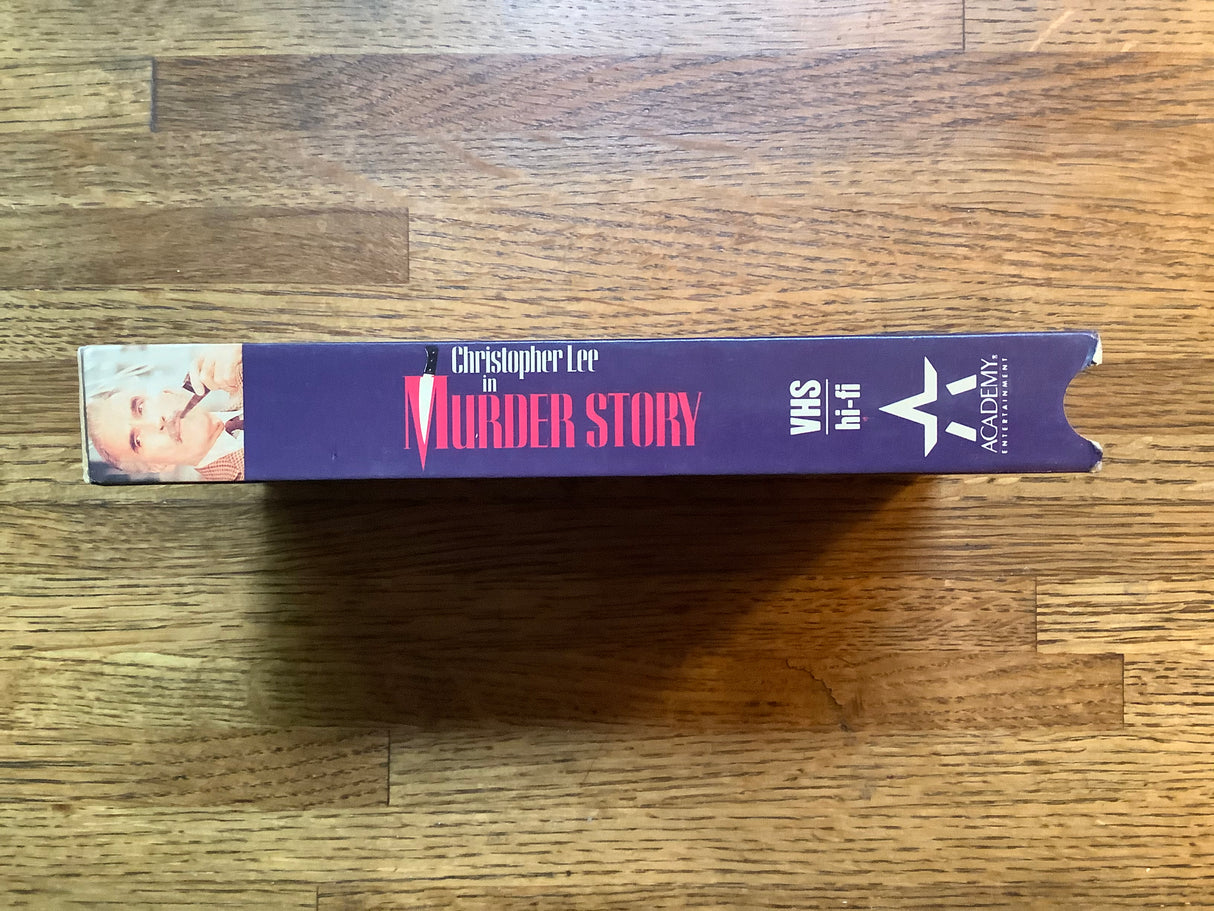 Christopher Lee
in
MURDER STORY
VHS
hi-fi
ACADEMY®
ENTERTAINMENT